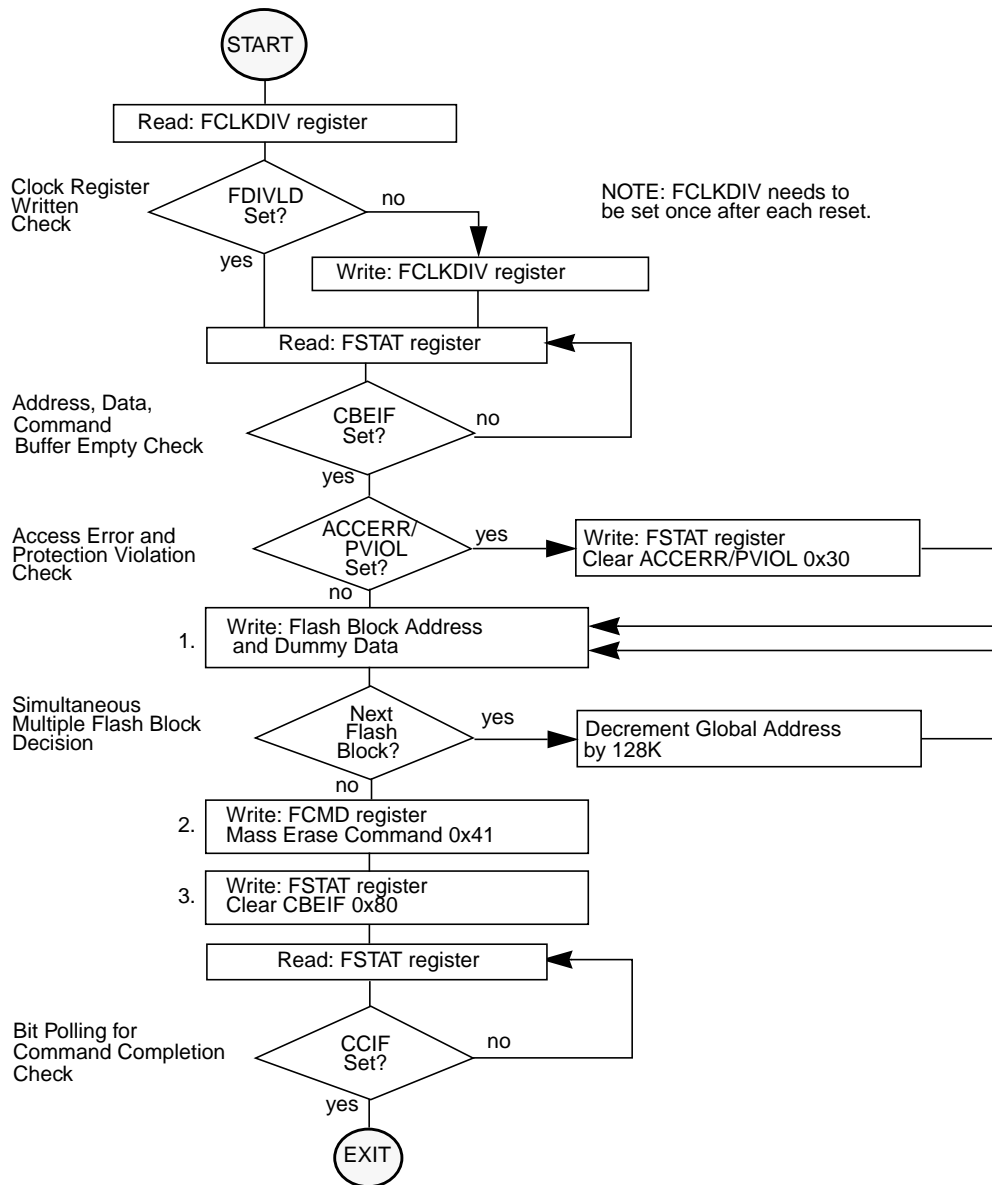 START
Read: FCLKDIV register
Clock Register
Written
Check
FDIVLD
Set?
no
NOTE: FCLKDIV needs to
be set once after each reset.
yes
Write: FCLKDIV register
Read: FSTAT register
Address, Data,
Command
Buffer Empty Check
CBEIF
Set?
no
yes
Access Error and
Protection Violation
Check
ACCERR/
PVIOL
Set?
yes
Write: FSTAT register
Clear ACCERR/PVIOL 0x30
no
1.
Write: Flash Block Address
and Dummy Data
Simultaneous
Multiple Flash Block
Decision
Next
Flash
Block?
yes
Decrement Global Address
by 128K
no
2.
Write: FCMD register
Mass Erase Command 0x41
3.
Write: FSTAT register
Clear CBEIF 0x80
Read: FSTAT register
Bit Polling for
Command Completion
Check
CCIF
Set?
no
yes
EXIT